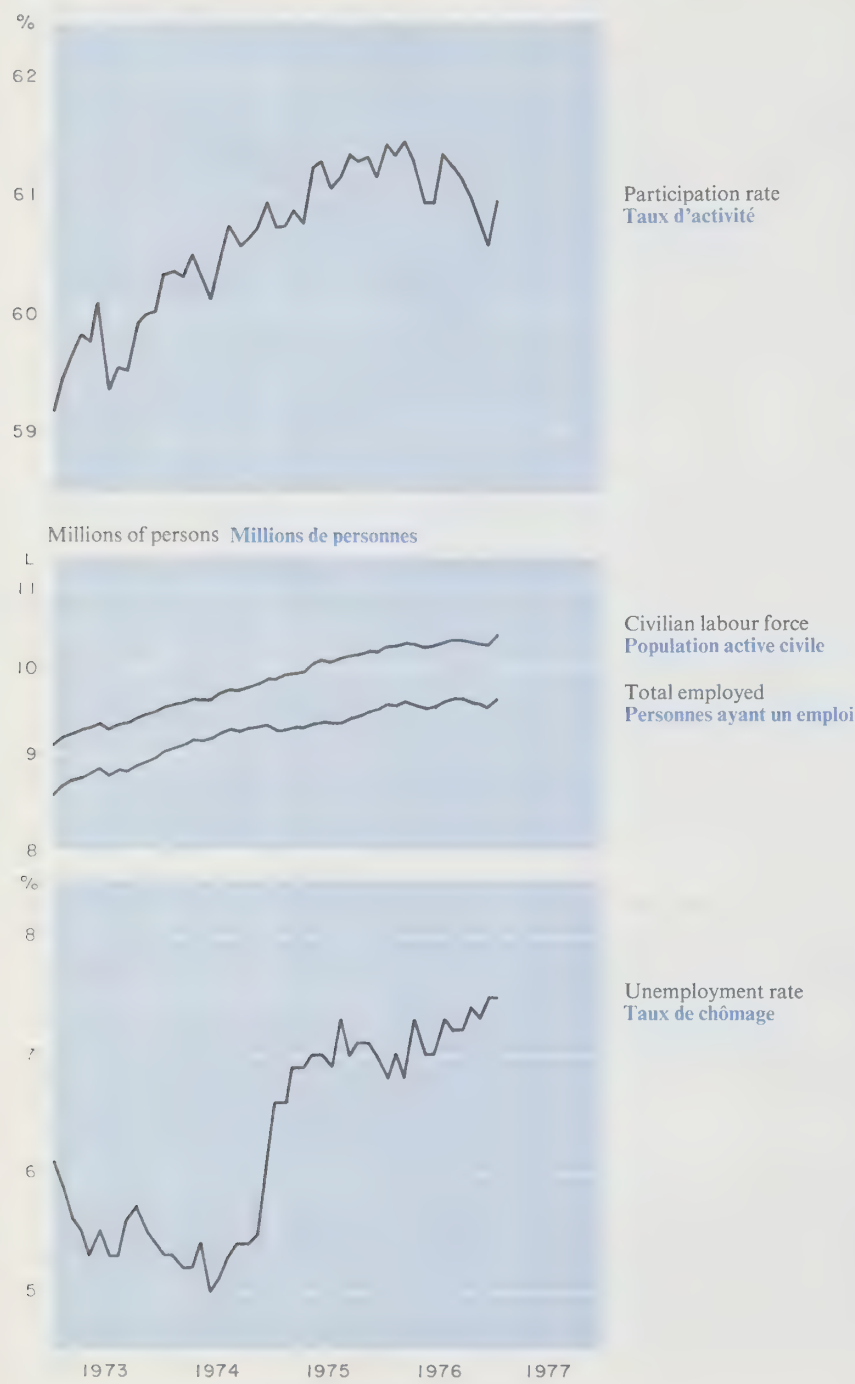 %
62
61
60
59
Participation rate
Taux d'activité
Millions of persons Millions de personnes
11
10
9
8
Civilian labour force
Population active civile
Total employed
Personnes ayant un emploi
%
8
7
6
5
Unemployment rate
Taux de chômage
1973 1974 1975 1976 1977